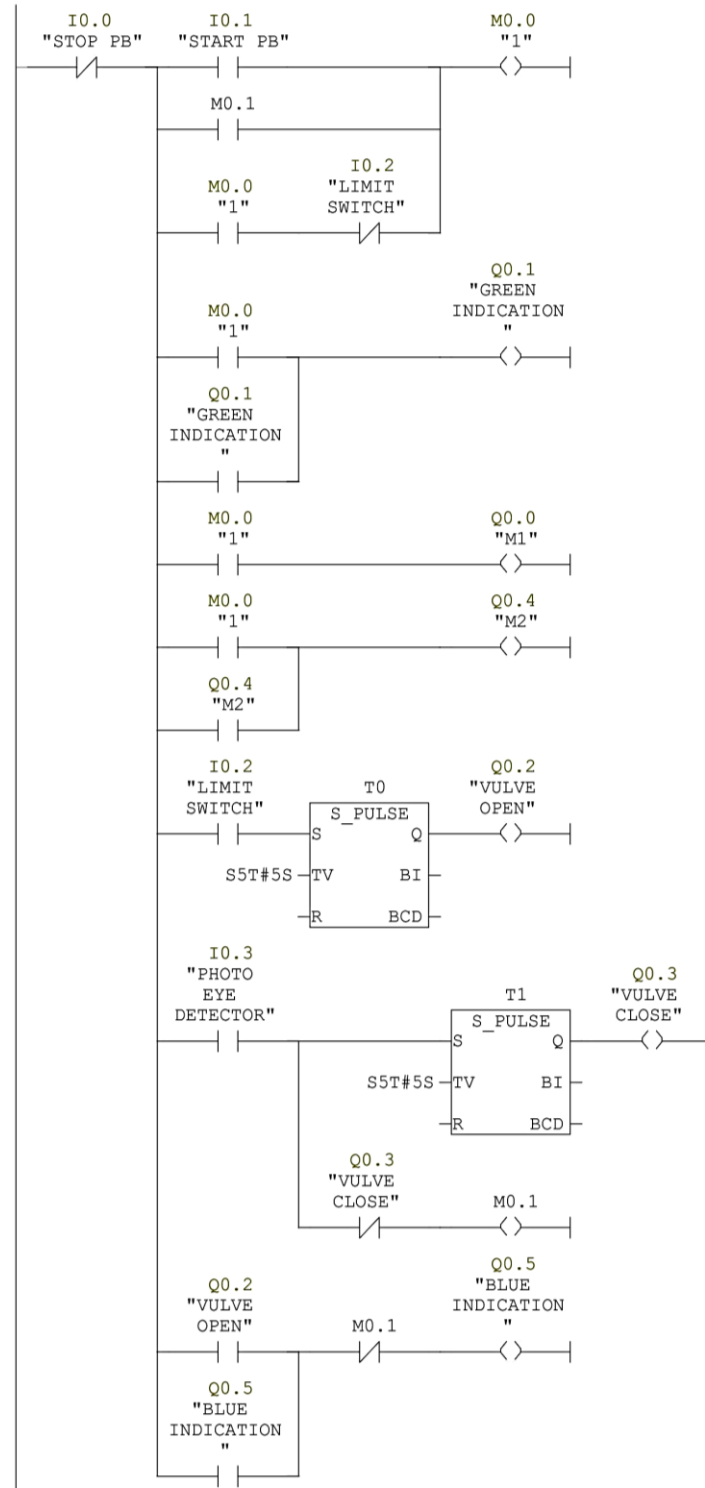 I0.0 I0.1 M0.0
"STOP PB" "START PB" "1"
M0.1
I0.2
M0.0 "LIMIT
"1" SWITCH"
Q0.1
"GREEN
M0.0 INDICATION
"1" "
Q0.1
"GREEN
INDICATION
"
M0.0 Q0.0
"1" "M1"
M0.0 Q0.4
"1" "M2"
Q0.4
"M2"
I0.2 Q0.2
"LIMIT T0 "VULVE
SWITCH" S_PULSE OPEN"
S Q
S5T#5S TV BI
R BCD
I0.3
"PHOTO Q0.3
EYE T1 "VULVE
DETECTOR" S_PULSE CLOSE"
S Q
S5T#5S TV BI
R BCD
Q0.3
"VULVE
CLOSE" M0.1
Q0.5
Q0.2 "BLUE
"VULVE INDICATION
OPEN" M0.1 "
Q0.5
"BLUE
INDICATION
"